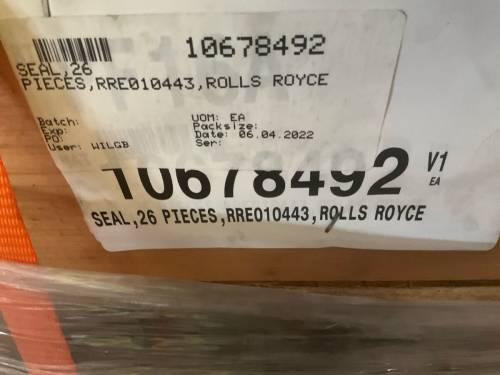 10678492
SEAL,26
PIECES,RRE010443,ROLLS ROYCE
Batch: UOM: EA
Exp: Packsize:
PO: Date: 06.04.2022
User: WILGB Ser:
10678492 V1
EA
SEAL,26 PIECES,RRE010443,ROLLS ROYCE